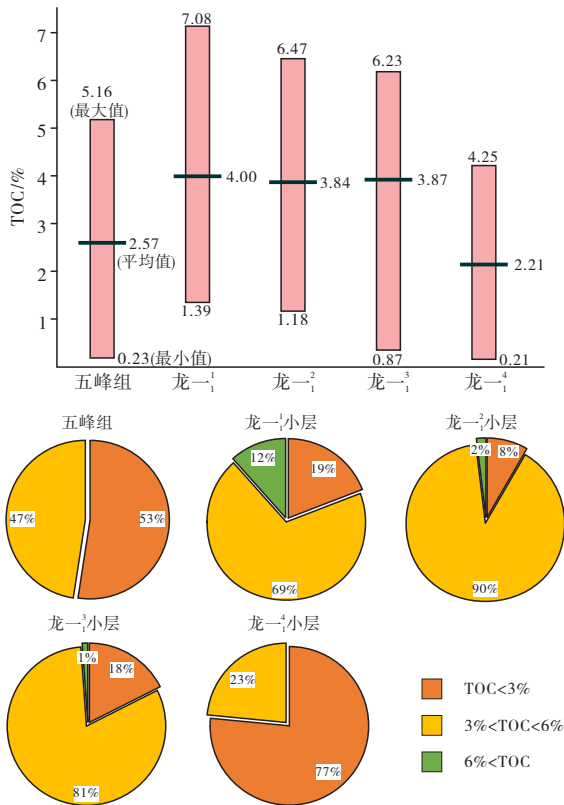 7.08
7
6.47
6.23
6
5.16
(最大值)
5
4.25
TOC/%
4
4.00
3.84
3.87
3
2.57
(平均值)
2.21
2
1.39
1.18
1
0.87
0.23(最小值)
0.21
五峰组
龙一₁¹
龙一₁²
龙一₁³
龙一₁⁴
五峰组
龙一₁¹小层
龙一₁²小层
47%
53%
12%
19%
69%
2%
8%
90%
龙一₁³小层
龙一₁⁴小层
1%
18%
81%
23%
77%
TOC<3%
3%<TOC<6%
6%<TOC